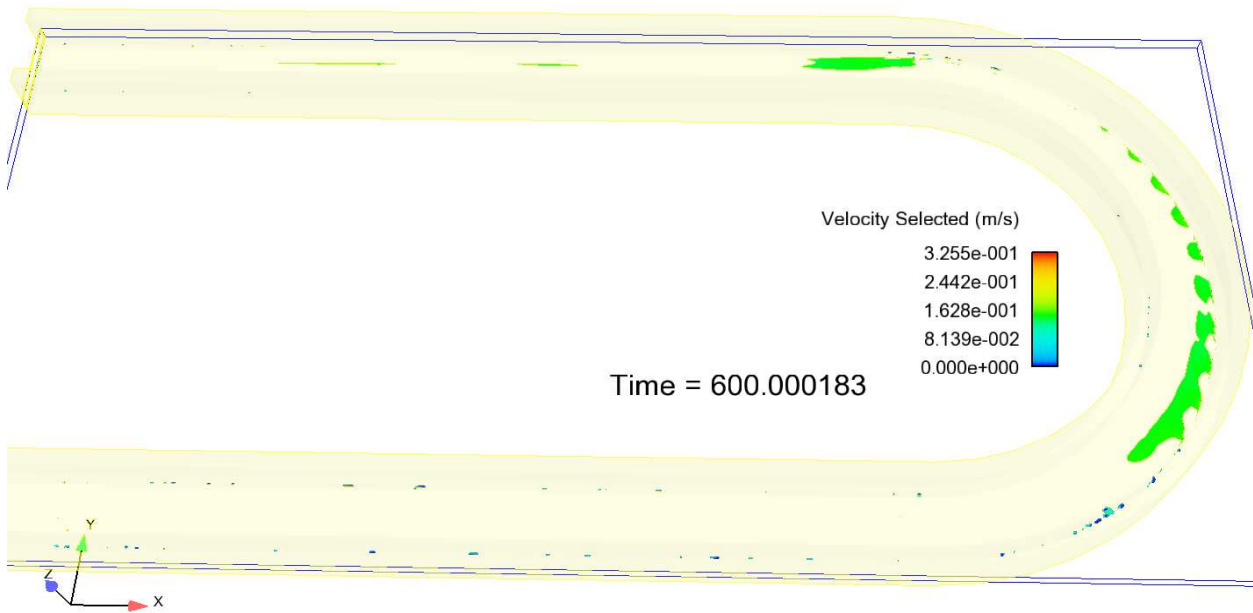 Velocity Selected (m/s)
3.255e-001
2.442e-001
1.628e-001
8.139e-002
0.000e+000
Time = 600.000183
Y
Z
X